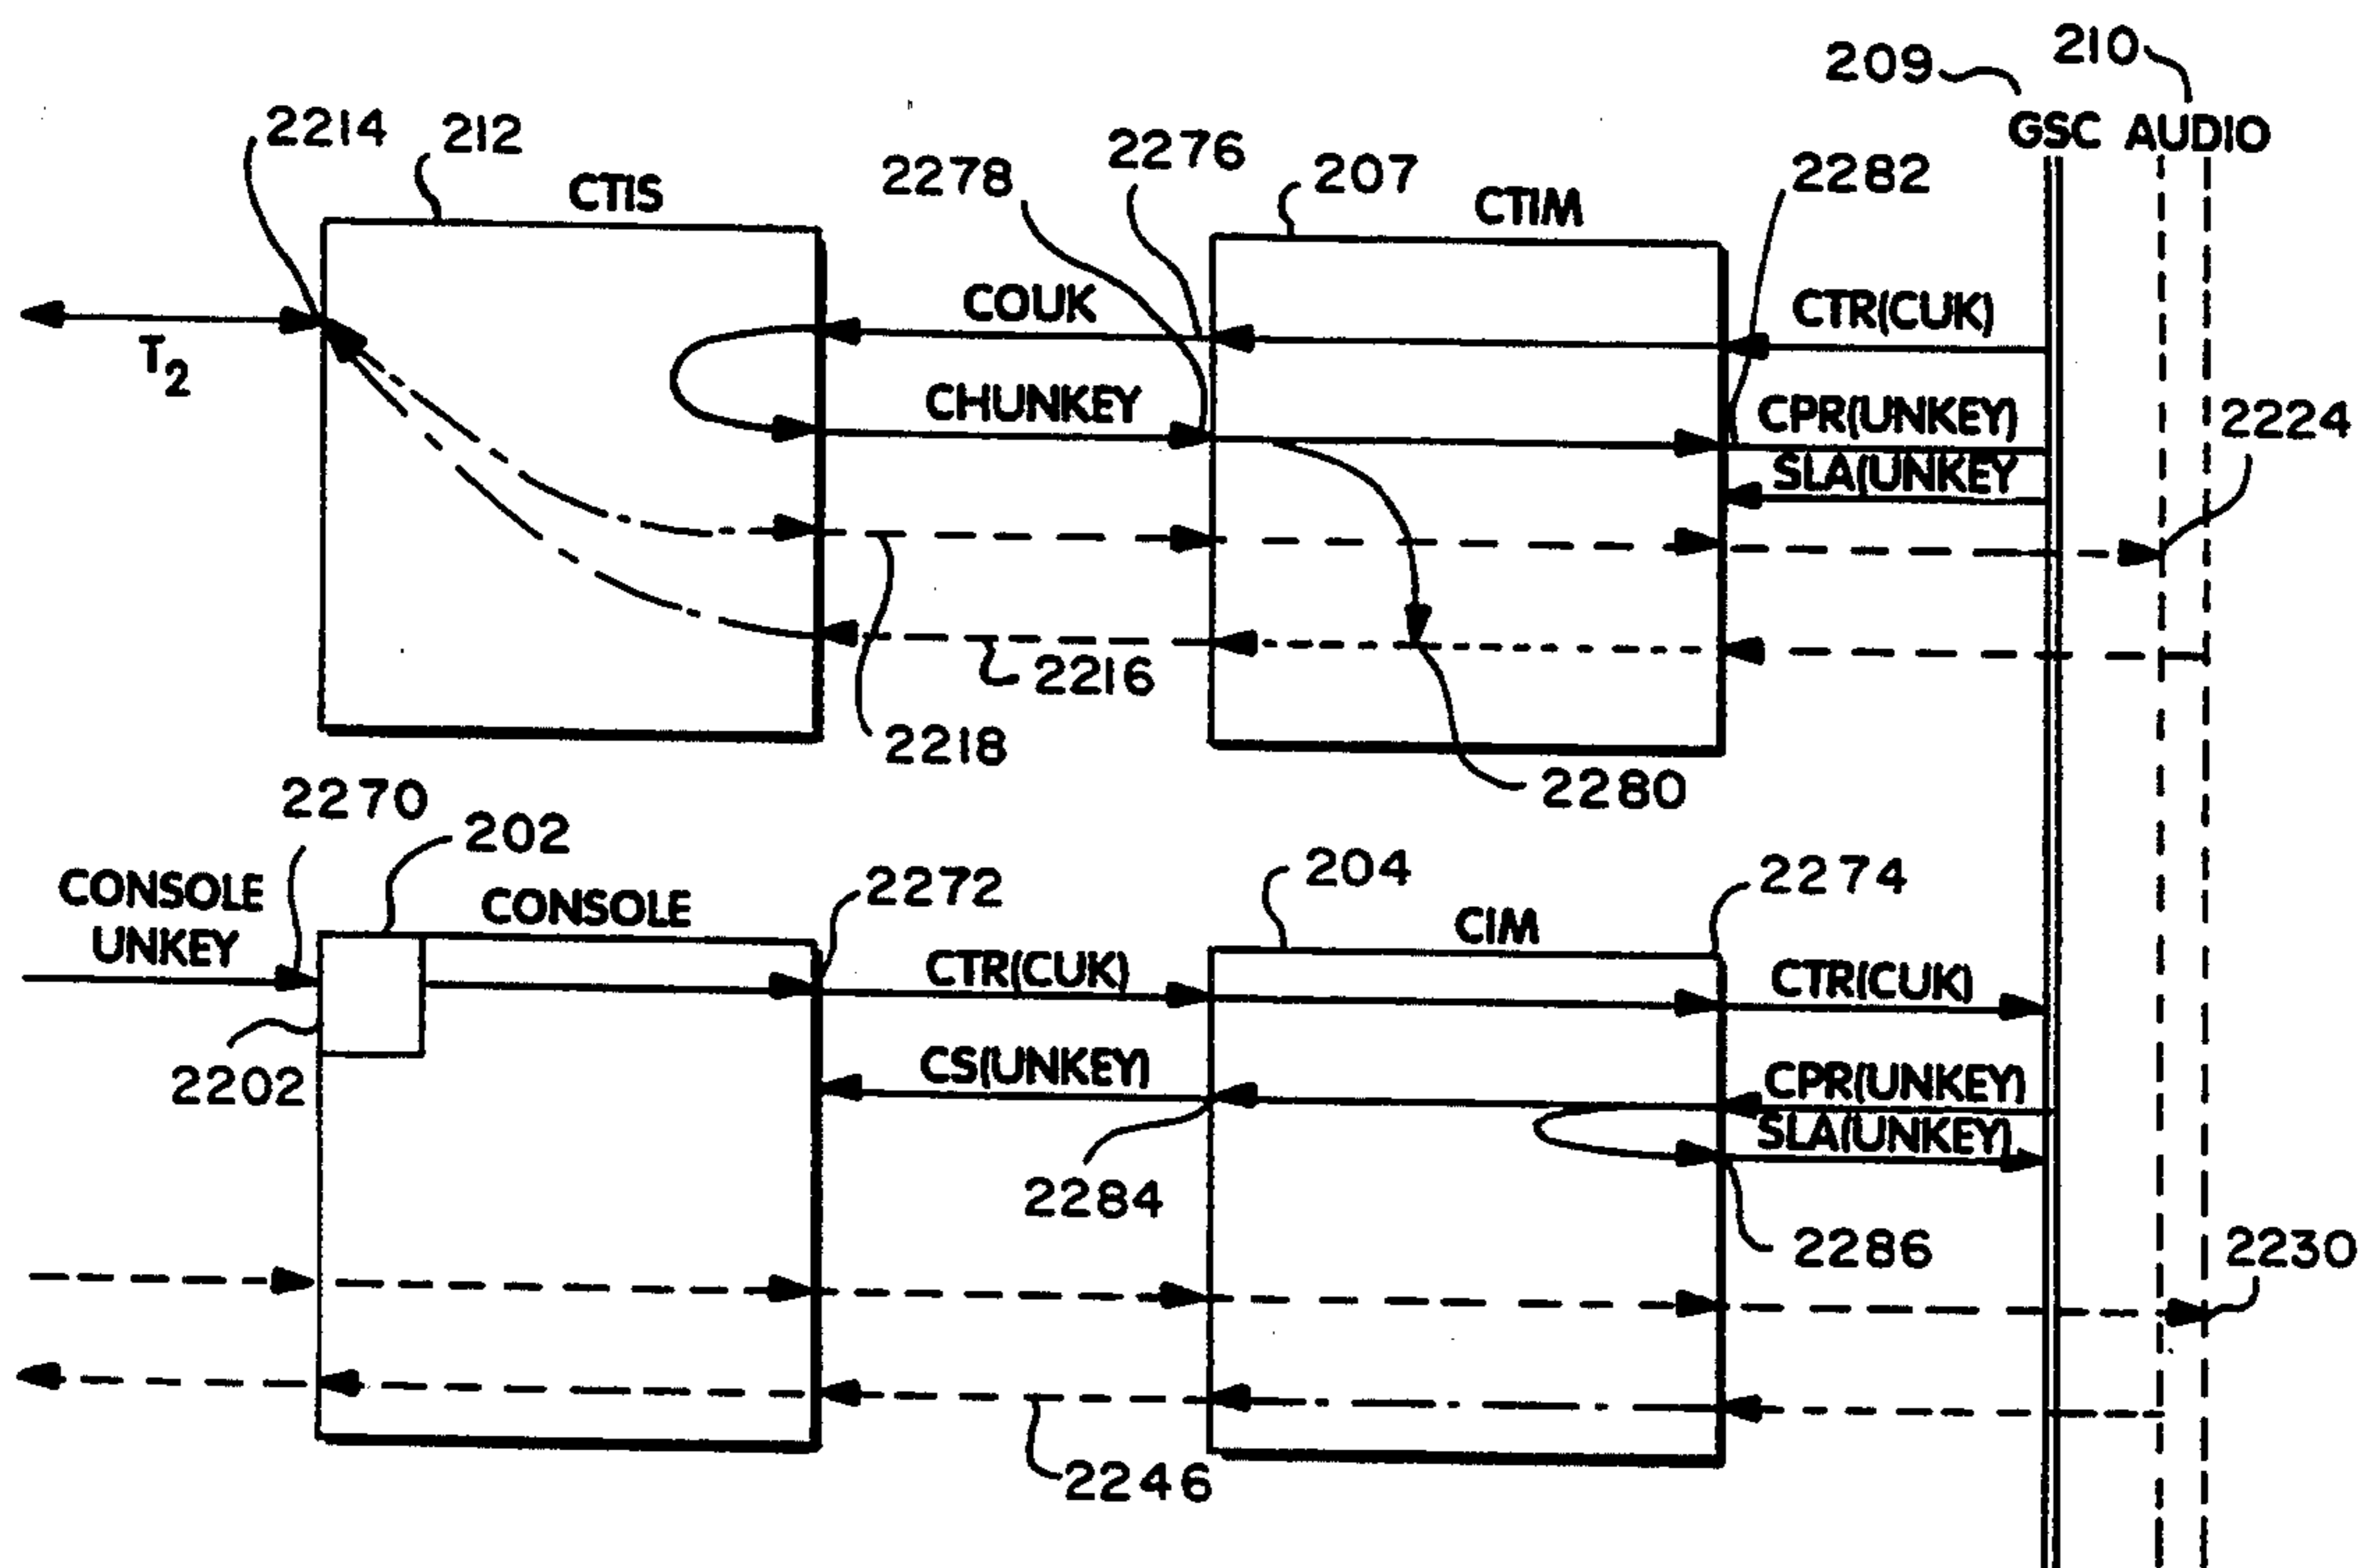 209
210
GSC AUDIO
2214
212
CTIS
2278
2276
207
CTIM
2282
COUK
CTR(CUK)
T2
CHUNKEY
CPR(UNKEY)
2224
SLA(UNKEY
2216
2218
2280
2270
202
CONSOLE
UNKEY
CONSOLE
2272
204
CIM
2274
CTR(CUK)
CTR(CUK)
2202
CS(UNKEY)
CPR(UNKEY)
SLA(UNKEY)
2284
2286
2230
2246